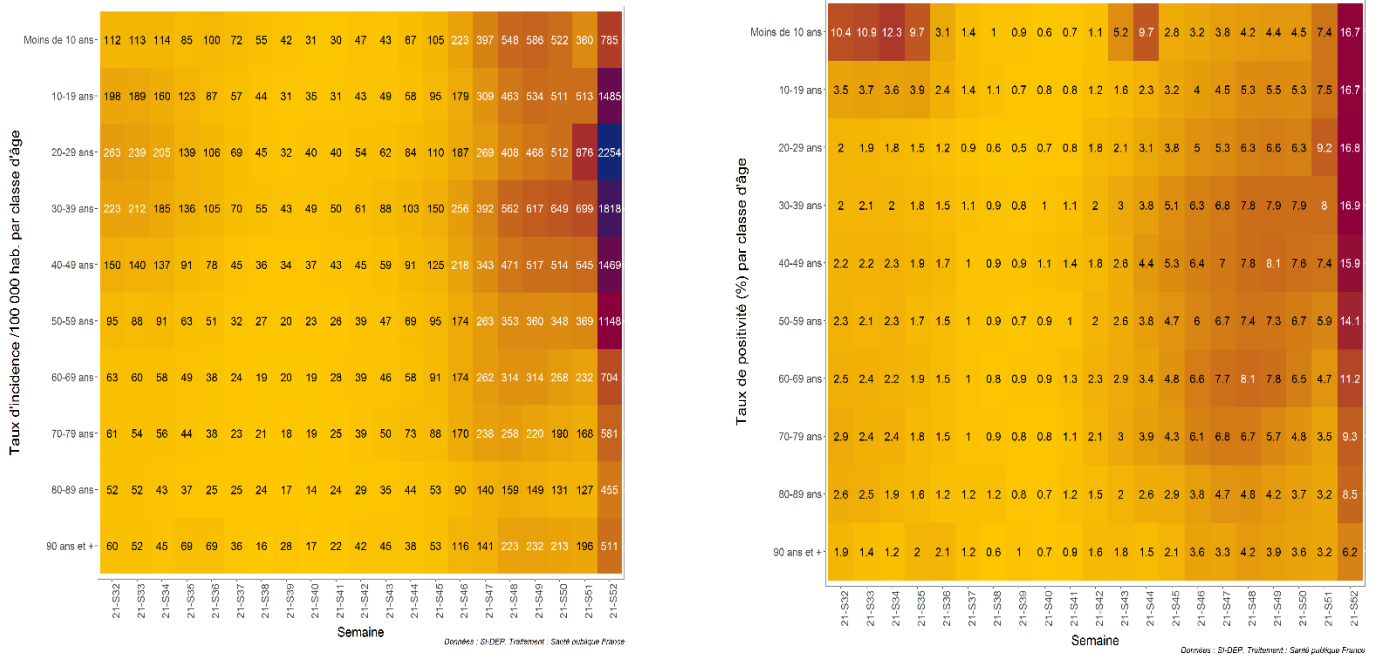 Taux d'incidence /100 000 hab. par classe d'âge
Moins de 10 ans 112 113 114 85 100 72 55 42 31 30 47 43 67 105 223 397 548 586 522 360 785
10-19 ans 198 189 160 123 87 57 44 31 35 31 43 49 58 95 179 309 463 534 511 513 1485
20-29 ans 263 239 205 139 106 69 45 32 40 40 54 62 84 110 187 269 408 468 512 876 2254
30-39 ans 223 212 185 136 105 70 55 43 49 50 61 88 103 150 256 392 562 617 649 699 1818
40-49 ans 150 140 137 91 78 45 36 34 37 43 45 59 91 125 218 343 471 517 514 545 1469
50-59 ans 95 88 91 63 51 32 27 20 23 26 39 47 69 95 174 263 353 360 348 369 1148
60-69 ans 63 60 58 49 38 24 19 20 19 28 39 46 58 91 174 262 314 314 268 232 704
70-79 ans 61 54 56 44 38 23 21 18 19 25 39 50 73 88 170 238 258 220 190 168 581
80-89 ans 52 52 43 37 25 25 24 17 14 24 29 35 44 53 90 140 159 149 131 127 455
90 ans et + 60 52 45 69 69 36 16 28 17 22 42 45 38 53 116 141 223 232 213 196 511
21-S32 21-S33 21-S34 21-S35 21-S36 21-S37 21-S38 21-S39 21-S40 21-S41 21-S42 21-S43 21-S44 21-S45 21-S46 21-S47 21-S48 21-S49 21-S50 21-S51 21-S52
Semaine
Données : SI-DEP, Traitement : Santé publique France
Taux de positivité (%) par classe d'âge
Moins de 10 ans 10.4 10.9 12.3 9.7 3.1 1.4 1 0.9 0.6 0.7 1.1 5.2 9.7 2.8 3.2 3.8 4.2 4.4 4.5 7.4 16.7
10-19 ans 3.5 3.7 3.6 3.9 2.4 1.4 1.1 0.7 0.8 0.8 1.2 1.6 2.3 3.2 4 4.5 5.3 5.5 5.3 7.5 16.7
20-29 ans 2 1.9 1.8 1.5 1.2 0.9 0.6 0.5 0.7 0.8 1.8 2.1 3.1 3.8 5 5.3 6.3 6.6 6.3 9.2 16.8
30-39 ans 2 2.1 2 1.8 1.5 1.1 0.9 0.8 1 1.1 2 3 3.8 5.1 6.3 6.8 7.8 7.9 7.9 8 16.9
40-49 ans 2.2 2.2 2.3 1.9 1.7 1 0.9 0.9 1.1 1.4 1.8 2.6 4.4 5.3 6.4 7 7.8 8.1 7.6 7.4 15.9
50-59 ans 2.3 2.1 2.3 1.7 1.5 1 0.9 0.7 0.9 1 2 2.6 3.8 4.7 6 6.7 7.4 7.3 6.7 5.9 14.1
60-69 ans 2.5 2.4 2.2 1.9 1.5 1 0.8 0.9 0.9 1.3 2.3 2.9 3.4 4.8 6.6 7.7 8.1 7.8 6.5 4.7 11.2
70-79 ans 2.9 2.4 2.4 1.8 1.5 1 0.9 0.8 0.8 1.1 2.1 3 3.9 4.3 6.1 6.8 6.7 5.7 4.8 3.5 9.3
80-89 ans 2.6 2.5 1.9 1.6 1.2 1.2 1.2 0.8 0.7 1.2 1.5 2 2.6 2.9 3.8 4.7 4.8 4.2 3.7 3.2 8.5
90 ans et + 1.9 1.4 1.2 2 2.1 1.2 0.6 1 0.7 0.9 1.6 1.8 1.5 2.1 3.6 3.3 4.2 3.9 3.6 3.2 6.2
21-S32 21-S33 21-S34 21-S35 21-S36 21-S37 21-S38 21-S39 21-S40 21-S41 21-S42 21-S43 21-S44 21-S45 21-S46 21-S47 21-S48 21-S49 21-S50 21-S51 21-S52
Semaine
Données : SI-DEP, Traitement : Santé publique France